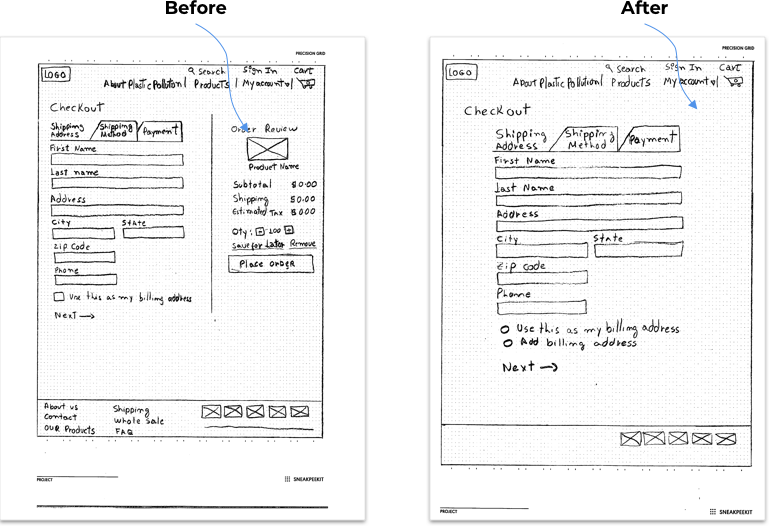 Before
After
PRECISION GRID
LOGO
Search Sign In Cart
About Plastic Pollution | Products | My account v |
Checkout
Shipping Address
Shipping Method
Payment
First Name
Last name
Address
City State
Zip Code
Phone
Use this as my billing address
Next →
Order Review
Product Name
Subtotal $0.00
Shipping $0.00
Estimated Tax $000
Qty: - 200 +
Save for Later Remove
PLACE ORDER
About us
Contact
OUR Products
Shipping
Whole Sale
FAQ
PROJECT
SNEAKPEEKIT
PRECISION GRID
LOGO
Search Sign In Cart
About Plastic Pollution | Products My account v |
Checkout
Shipping Address
Shipping Method
Payment
First Name
Last Name
Address
City State
Zip code
Phone
Use this as my billing address
Add billing address
Next →
PROJECT
SNEAKPEEKIT